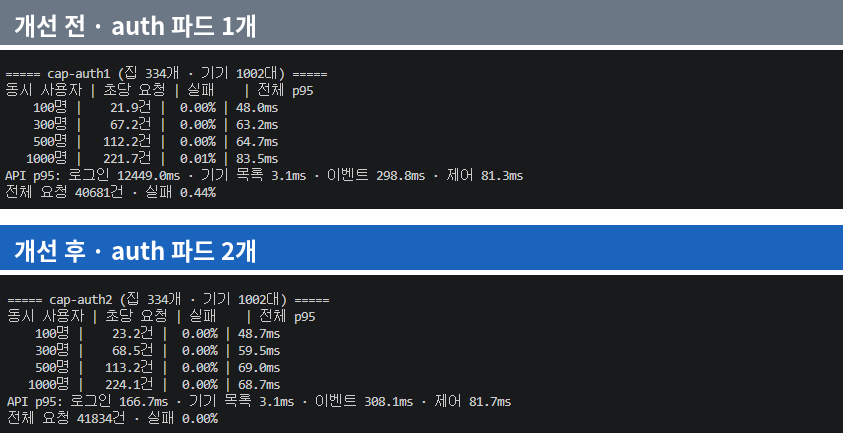 개선 전 · auth 파드 1개
===== cap-auth1 (집 334개 · 기기 1002대) =====
동시 사용자 | 초당 요청 | 실패 | 전체 p95
100명 | 21.9건 | 0.00% | 48.0ms
300명 | 67.2건 | 0.00% | 63.2ms
500명 | 112.2건 | 0.00% | 64.7ms
1000명 | 221.7건 | 0.01% | 83.5ms
API p95: 로그인 12449.0ms · 기기 목록 3.1ms · 이벤트 298.8ms · 제어 81.3ms
전체 요청 40681건 · 실패 0.44%
개선 후 · auth 파드 2개
===== cap-auth2 (집 334개 · 기기 1002대) =====
동시 사용자 | 초당 요청 | 실패 | 전체 p95
100명 | 23.2건 | 0.00% | 48.7ms
300명 | 68.5건 | 0.00% | 59.5ms
500명 | 113.2건 | 0.00% | 69.0ms
1000명 | 224.1건 | 0.00% | 68.7ms
API p95: 로그인 166.7ms · 기기 목록 3.1ms · 이벤트 308.1ms · 제어 81.7ms
전체 요청 41834건 · 실패 0.00%